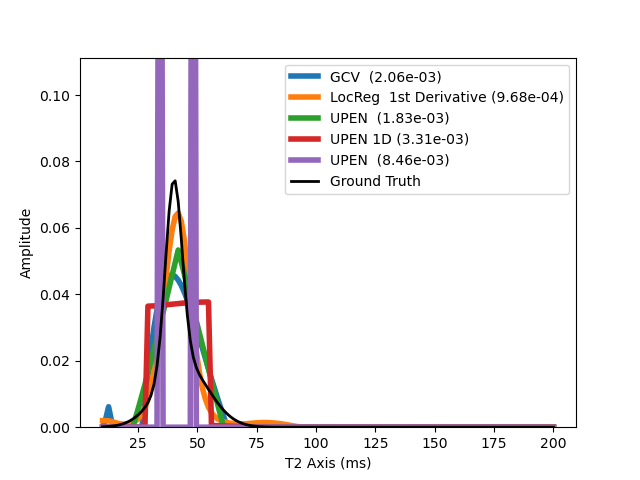 GCV  (2.06e-03)
LocReg  1st Derivative (9.68e-04)
UPEN  (1.83e-03)
UPEN 1D (3.31e-03)
UPEN  (8.46e-03)
Ground Truth
Amplitude
0.10
0.08
0.06
0.04
0.02
0.00
25 50 75 100 125 150 175 200
T2 Axis (ms)